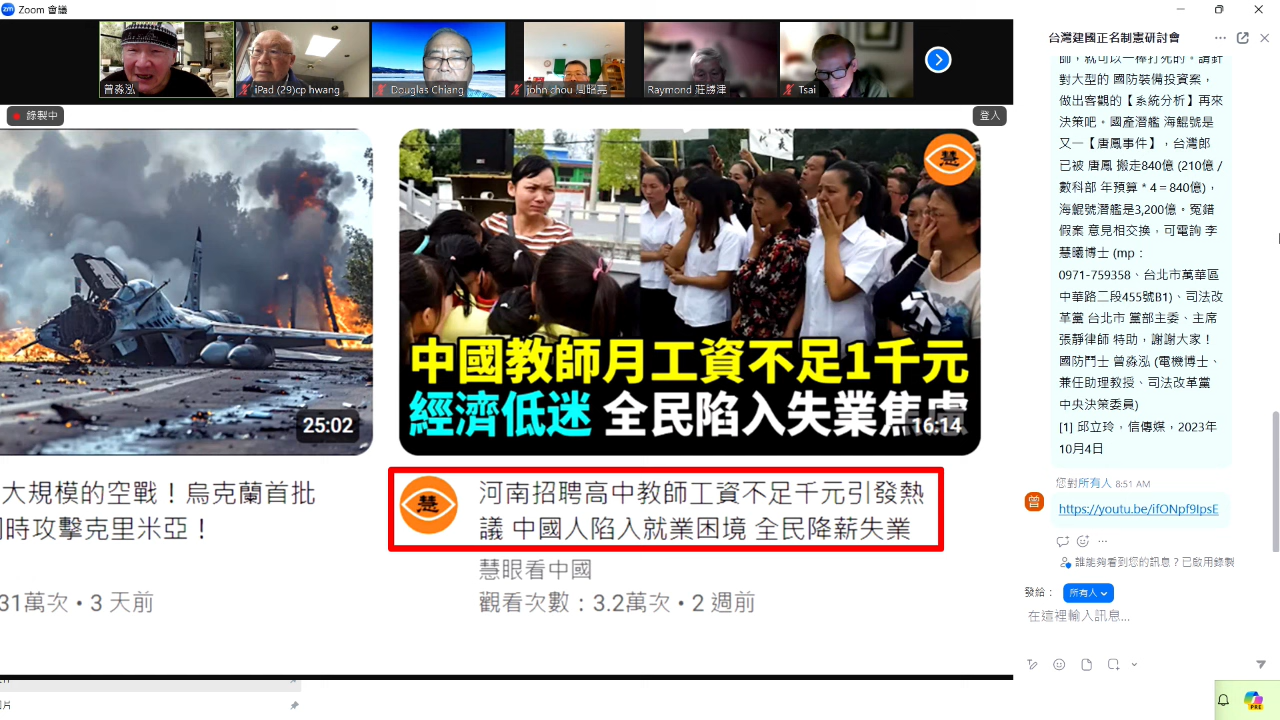 Zoom 會議
曾淼泓
iPad (29)cp hwang
Douglas Chiang
john chou 周昭亮
Raymond 莊勝津
Tsai
錄製中
登入
慧
中國教師月工資不足1千元
經濟低迷 全民陷入失業焦慮
25:02
16:14
大規模的空戰！烏克蘭首批
同時攻擊克里米亞！
31萬次 • 3 天前
慧
河南招聘高中教師工資不足千元引發熱
議 中國人陷入就業困境 全民降薪失業
慧眼看中國
觀看次數：3.2萬次 • 2 週前
台灣建國正名制憲研討會
對大型的 國防裝備投資案，
做出客觀的【系統分析】再來
決策吧。國產潛艦 海鯤號是
又一【唐鳳事件】，台灣郎
已被 唐鳳 搬走840億 (210億 /
數位部 年預算 * 4 = 840億)，
海鯤號潛艦是3,200億。容錯
假案 意見相交換，可電詢 李
慧曦博士 (mp：
0971-759558、台北市萬華區
中華路二段455號B1)、司法改
革黨 台北市 黨部主委、主席
張靜律師 特助，謝謝大家！
國防鬥士 曾淼泓 (退休博士、
兼任助理教授、司法改革黨
中央決策委員)
[1] 邱立玲，信傳媒，2023年
10月4日
您對所有人 8:51 AM
曾
https://youtu.be/ifONpf9IpsE
誰能夠看到您的訊息？已啟用錄製
發給：
所有人
在這裡輸入訊息...
PRE